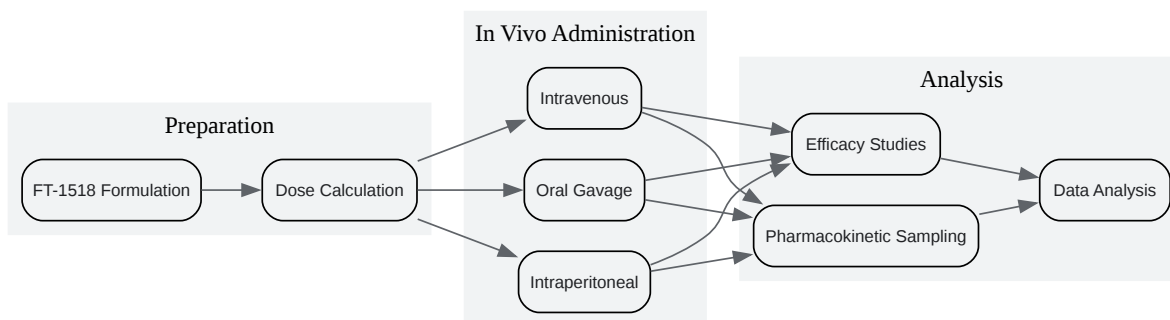 Preparation
FT-1518 Formulation
Dose Calculation
In Vivo Administration
Intravenous
Oral Gavage
Intraperitoneal
Analysis
Efficacy Studies
Pharmacokinetic Sampling
Data Analysis